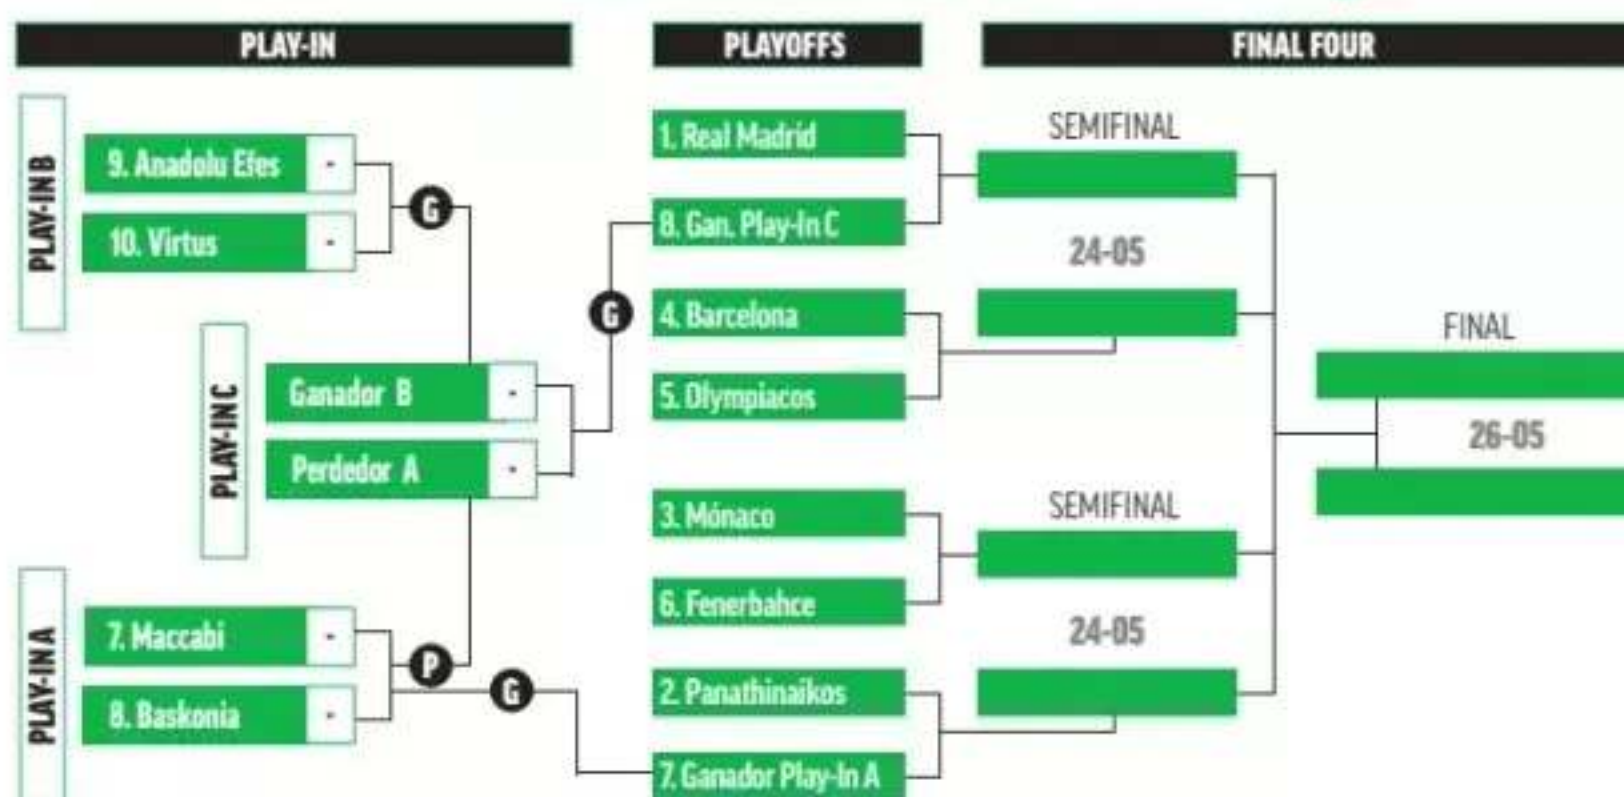 PLAY-IN
PLAYOFFS
FINAL FOUR
PLAY-IN B
9. Anadolu Efes -
10. Virtus -
G
PLAY-IN C
Ganador B -
Perdedor A -
G
PLAY-IN A
7. Maccabi -
8. Baskonia -
P
G
1. Real Madrid
8. Gan. Play-In C
4. Barcelona
5. Olympiacos
3. Mónaco
6. Fenerbahce
2. Panathinaikos
7. Ganador Play-In A
SEMIFINAL
24-05
SEMIFINAL
24-05
FINAL
26-05